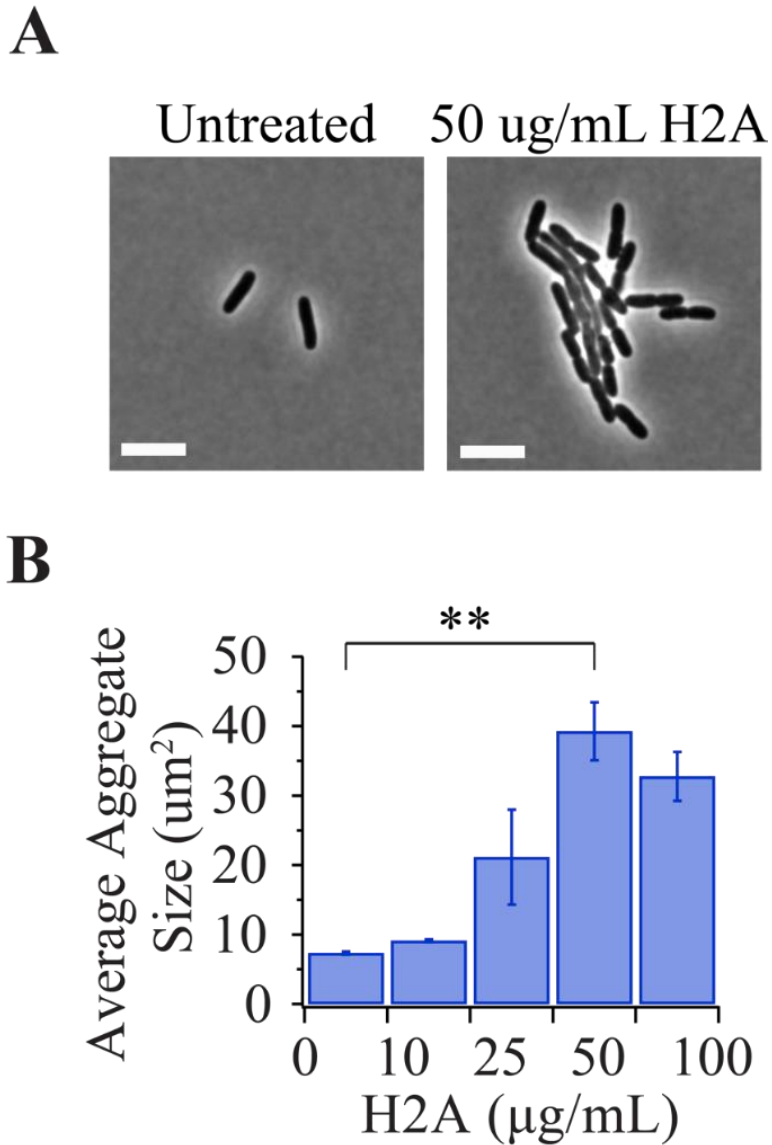 A
Untreated
50 ug/mL H2A
B
**
Average Aggregate
Size (um²)
50
40
30
20
10
0
0 10 25 50 100
H2A (µg/mL)